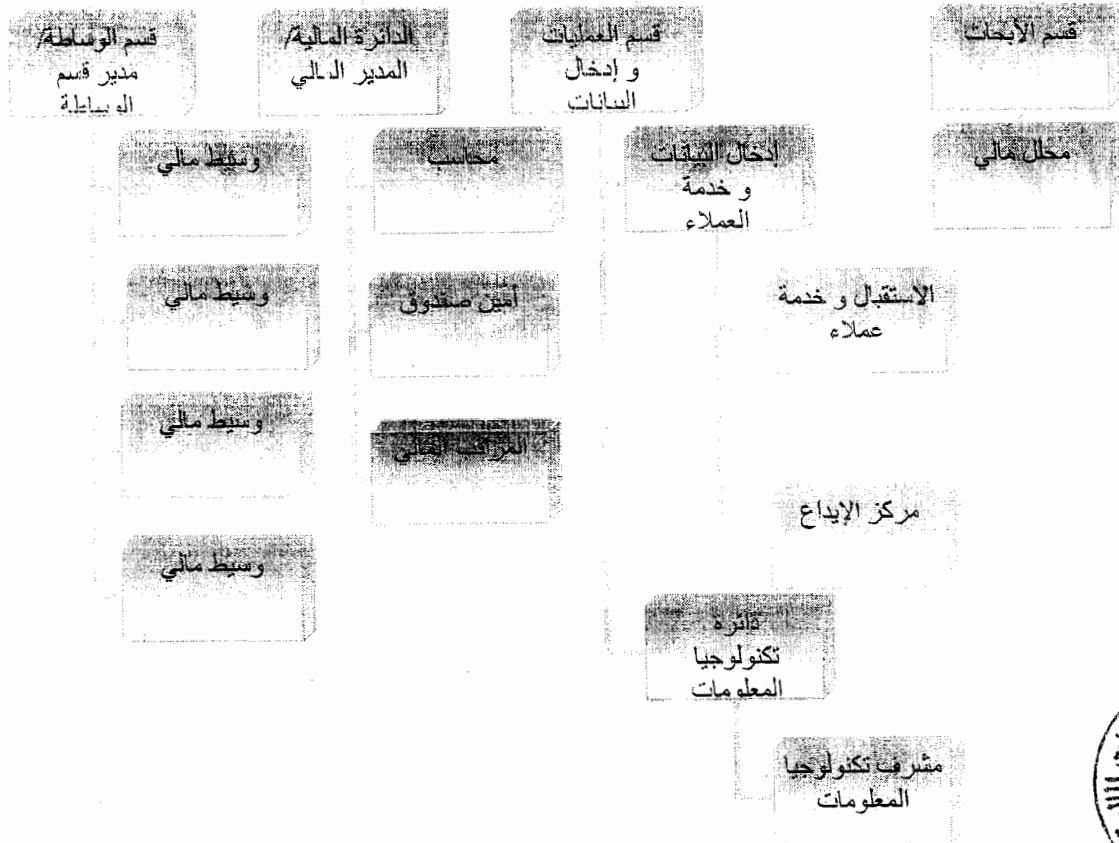 قسم الأبحاث
قسم العمليات
و إدخال
البيانات
الدائرة المالية/
المدير المالي
قسم الوساطة/
مدير قسم
الوساطة
محلل مالي
إدخال البيانات
و خدمة
العملاء
محاسب
وسيط مالي
الاستقبال و خدمة
عملاء
أمين صندوق
وسيط مالي
المراقب المالي
وسيط مالي
مركز الإيداع
وسيط مالي
دائرة
تكنولوجيا
المعلومات
مشرف تكنولوجيا
المعلومات